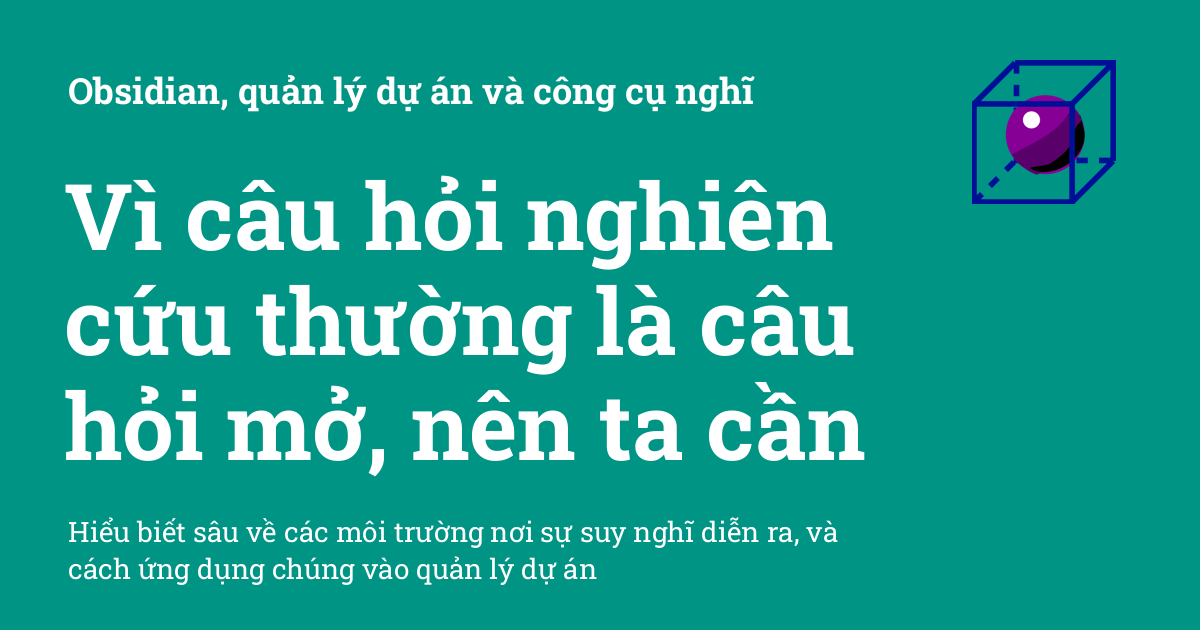 Obsidian, quản lý dự án và công cụ nghĩ
Vì câu hỏi nghiên
cứu thường là câu
hỏi mở, nên ta cần
Hiểu biết sâu về các môi trường nơi sự suy nghĩ diễn ra, và
cách ứng dụng chúng vào quản lý dự án